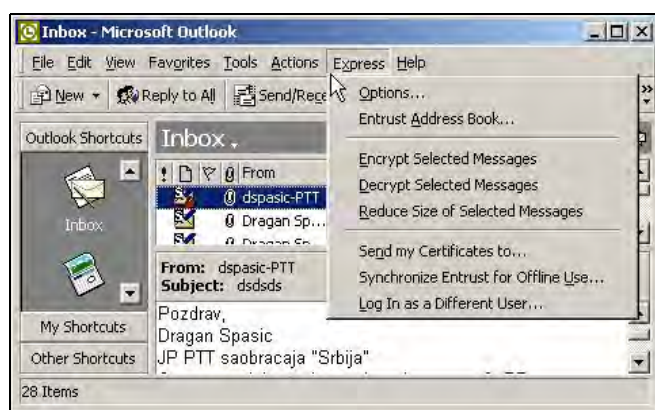 Inbox - Microsoft Outlook
File Edit View Favorites Tools Actions Express Help
New Reply to All Send/Rece
Options...
Entrust Address Book...
Encrypt Selected Messages
Decrypt Selected Messages
Reduce Size of Selected Messages
Send my Certificates to...
Synchronize Entrust for Offline Use...
Log In as a Different User...
Outlook Shortcuts
Inbox
My Shortcuts
Other Shortcuts
Inbox.
From
dspasic-PTT
Dragan Sp...
Dragan Sp
From: dspasic-PTT
Subject: dsdsds
Pozdrav,
Dragan Spasic
JP PTT saobracaja "Srbija"
28 Items